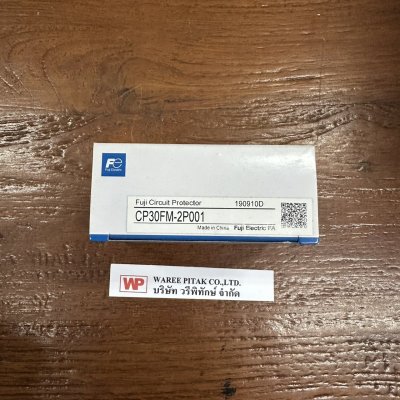 Fe
Fuji Electric
Fuji Circuit Protector 190910D
CP30FM-2P001
Made in China Fuji Electric FA
WP
WAREE PITAK CO.,LTD.
บริษัท วรีพิทักษ์ จำกัด